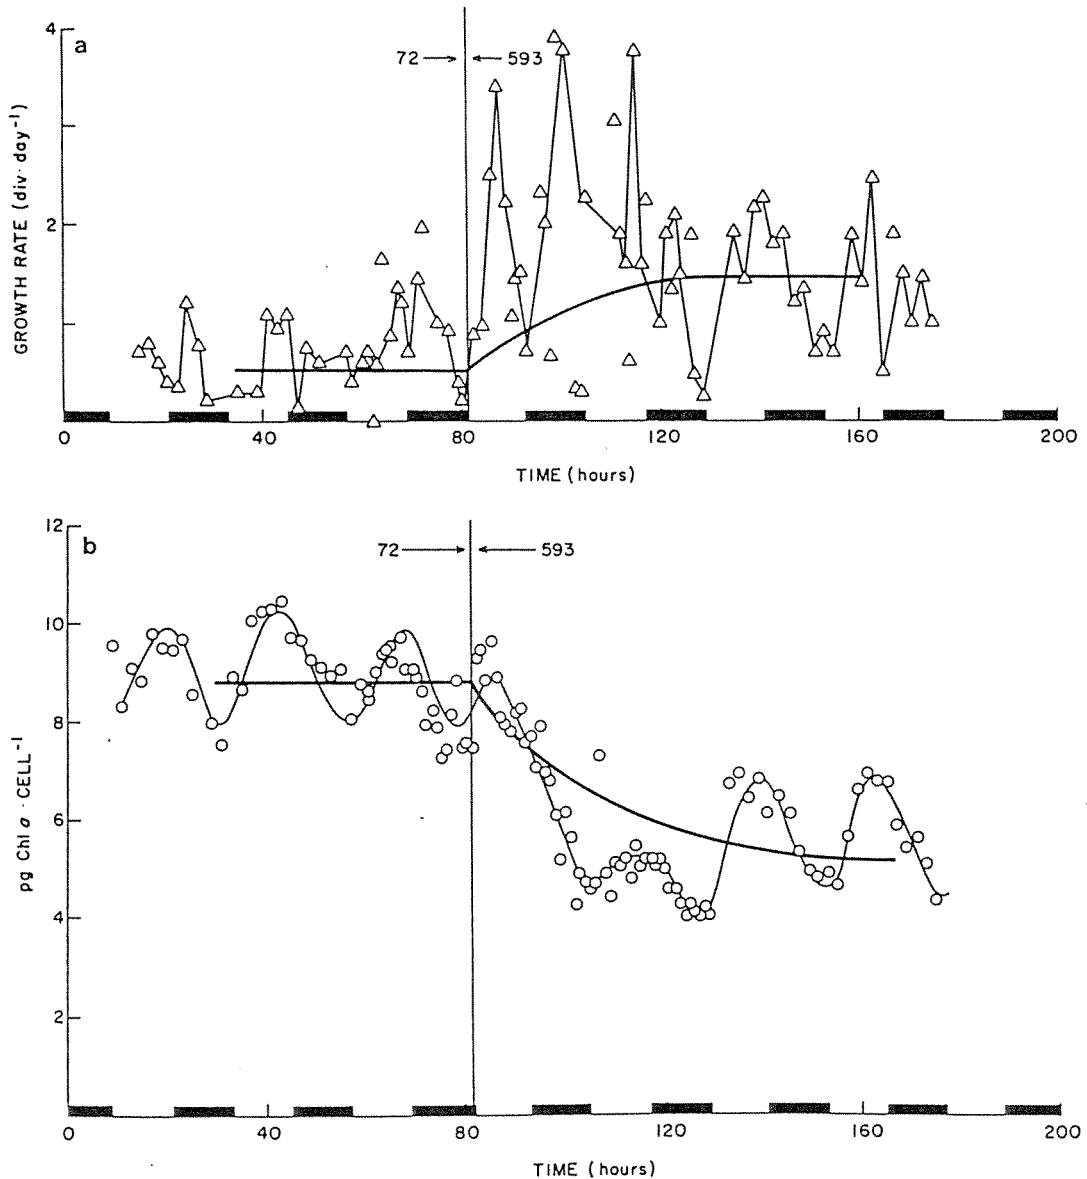 a
4
2
72 → ← 593
GROWTH RATE (div·day⁻¹)
0 40 80 120 160 200
TIME (hours)
b
12
10
8
6
4
2
72 → ← 593
pg Chl a · CELL⁻¹
0 40 80 120 160 200
TIME (hours)